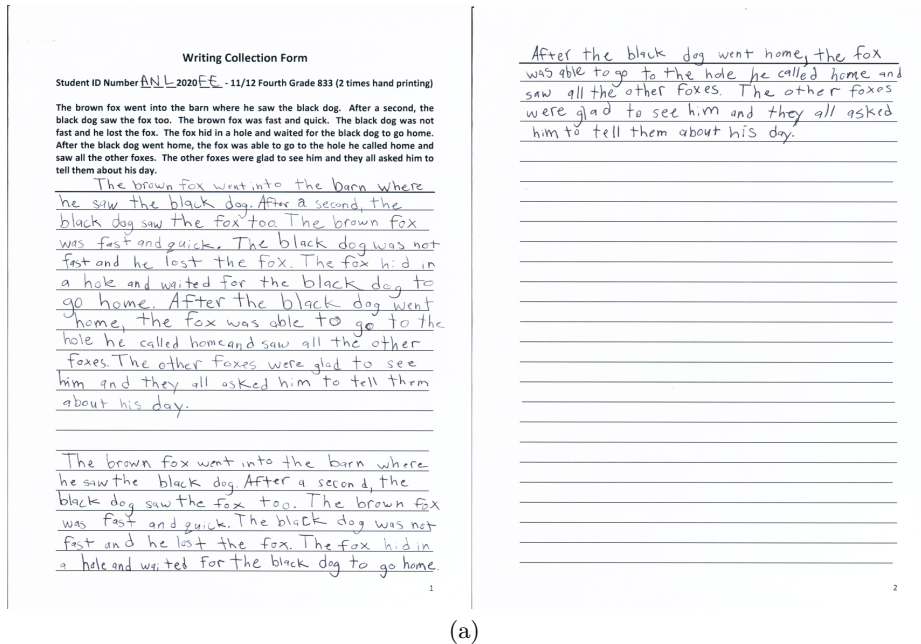 Writing Collection Form
Student ID Number ANL 2020 EE - 11/12 Fourth Grade 833 (2 times hand printing)
The brown fox went into the barn where he saw the black dog. After a second, the
black dog saw the fox too. The brown fox was fast and quick. The black dog was not
fast and he lost the fox. The fox hid in a hole and waited for the black dog to go home.
After the black dog went home, the fox was able to go to the hole he called home and
saw all the other foxes. The other foxes were glad to see him and they all asked him to
tell them about his day.
The brown fox went into the barn where
he saw the black dog. After a second, the
black dog saw the fox too. The brown fox
was fast and quick. The black dog was not
fast and he lost the fox. The fox hid in
a hole and waited for the black dog to
go home. After the black dog went
home, the fox was able to go to the
hole he called home and saw all the other
foxes. The other foxes were glad to see
him and they all asked him to tell them
about his day.
The brown fox went into the barn where
he saw the black dog. After a second, the
black dog saw the fox too. The brown fox
was fast and quick. The black dog was not
fast and he lost the fox. The fox hid in
a hole and waited for the black dog to go home.
1
After the black dog went home, the fox
was able to go to the hole he called home and
saw all the other foxes. The other foxes
were glad to see him and they all asked
him to tell them about his day.
2
(a)